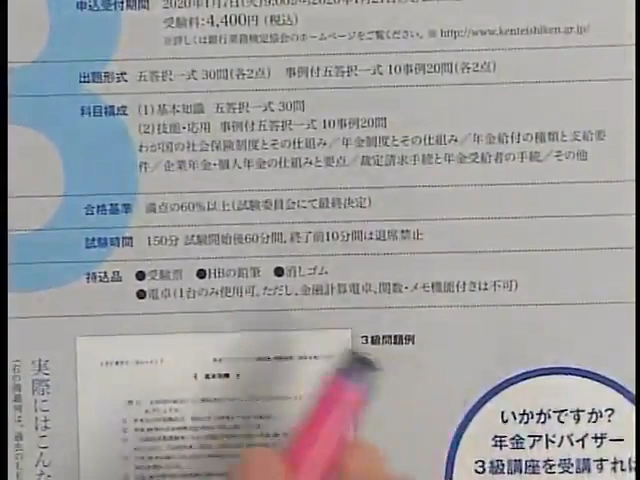 申込受付期間
受験料:4,400円(税込)
※詳しくは銀行業務検定協会のホームページをご覧ください。 ※ http://www.kenteishiken.gr.jp/
出題形式 五答択一式 30問(各2点) 事例付五答択一式 10事例20問(各2点)
科目構成 (1)基本知識 五答択一式 30問
(2)技能・応用 事例付五答択一式 10事例20問
わが国の社会保険制度とその仕組み/年金制度とその仕組み/年金給付の種類と支給要
件/企業年金・個人年金の仕組みと要点/裁定請求手続と年金受給者の手続/その他
合格基準 満点の60%以上(試験委員会にて最終決定)
試験時間 150分 試験開始後60分間、終了前10分間は退席禁止
持込品 ●受験票 ●HBの鉛筆 ●消しゴム
●電卓(1台のみ使用可。ただし、金融計算電卓、関数・メモ機能付きは不可)
3級問題例
実際にはこんな
いかがですか?
年金アドバイザー
3級講座を受講すれば